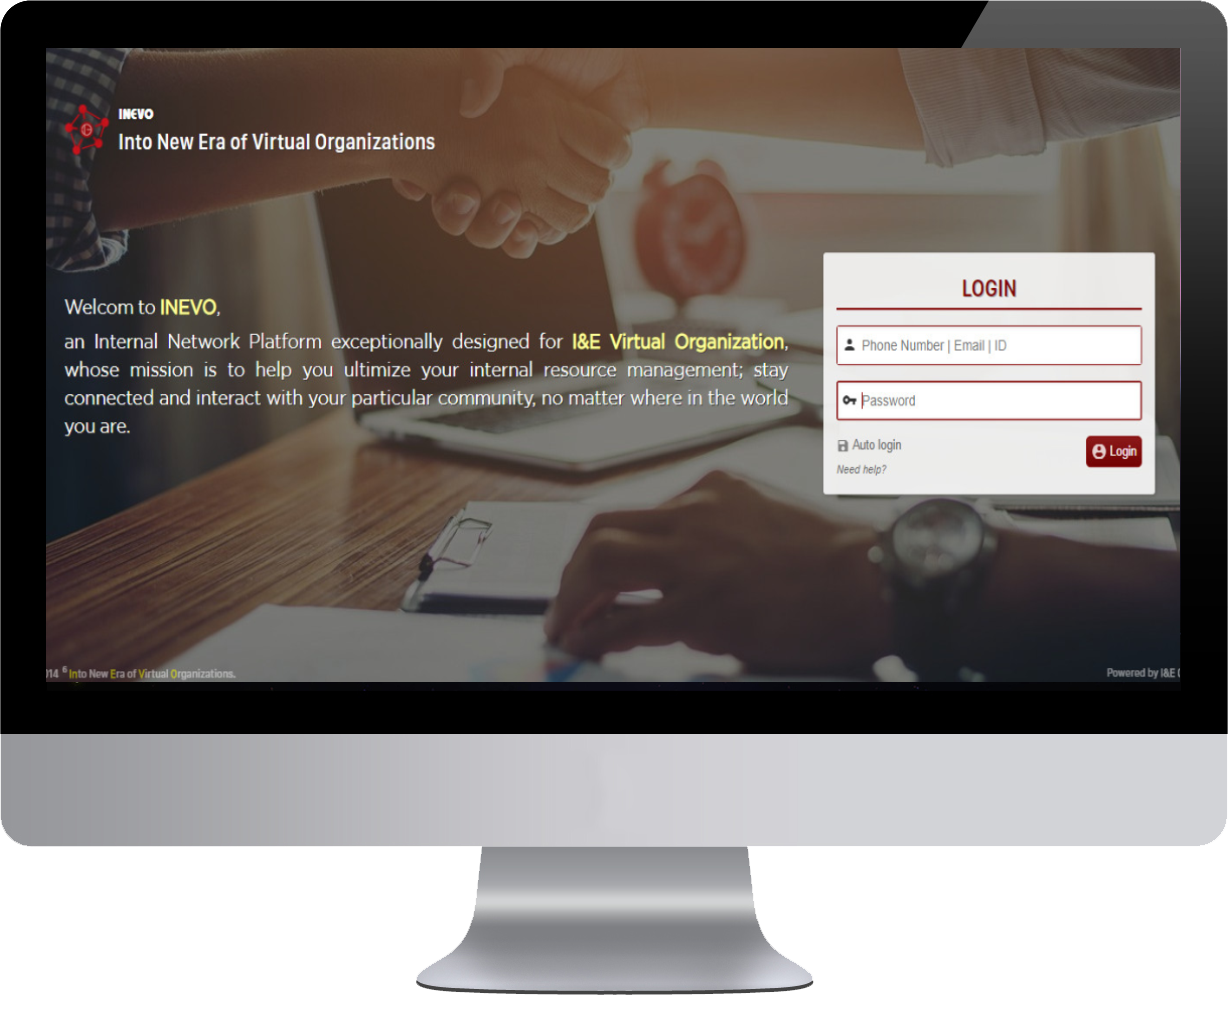 INEVO
Into New Era of Virtual Organizations
Welcom to INEVO,
an Internal Network Platform exceptionally designed for I&E Virtual Organization,
whose mission is to help you ultimize your internal resource management; stay
connected and interact with your particular community, no matter where in the world
you are.
LOGIN
Phone Number | Email | ID
Password
Auto login
Login
Need help?
14 6 Into New Era of Virtual Organizations.
Powered by I&E